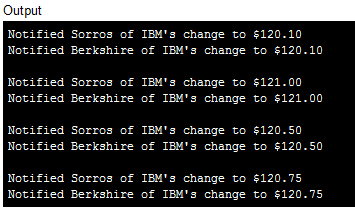 Output
Notified Sorros of IBM's change to $120.10
Notified Berkshire of IBM's change to $120.10
Notified Sorros of IBM's change to $121.00
Notified Berkshire of IBM's change to $121.00
Notified Sorros of IBM's change to $120.50
Notified Berkshire of IBM's change to $120.50
Notified Sorros of IBM's change to $120.75
Notified Berkshire of IBM's change to $120.75